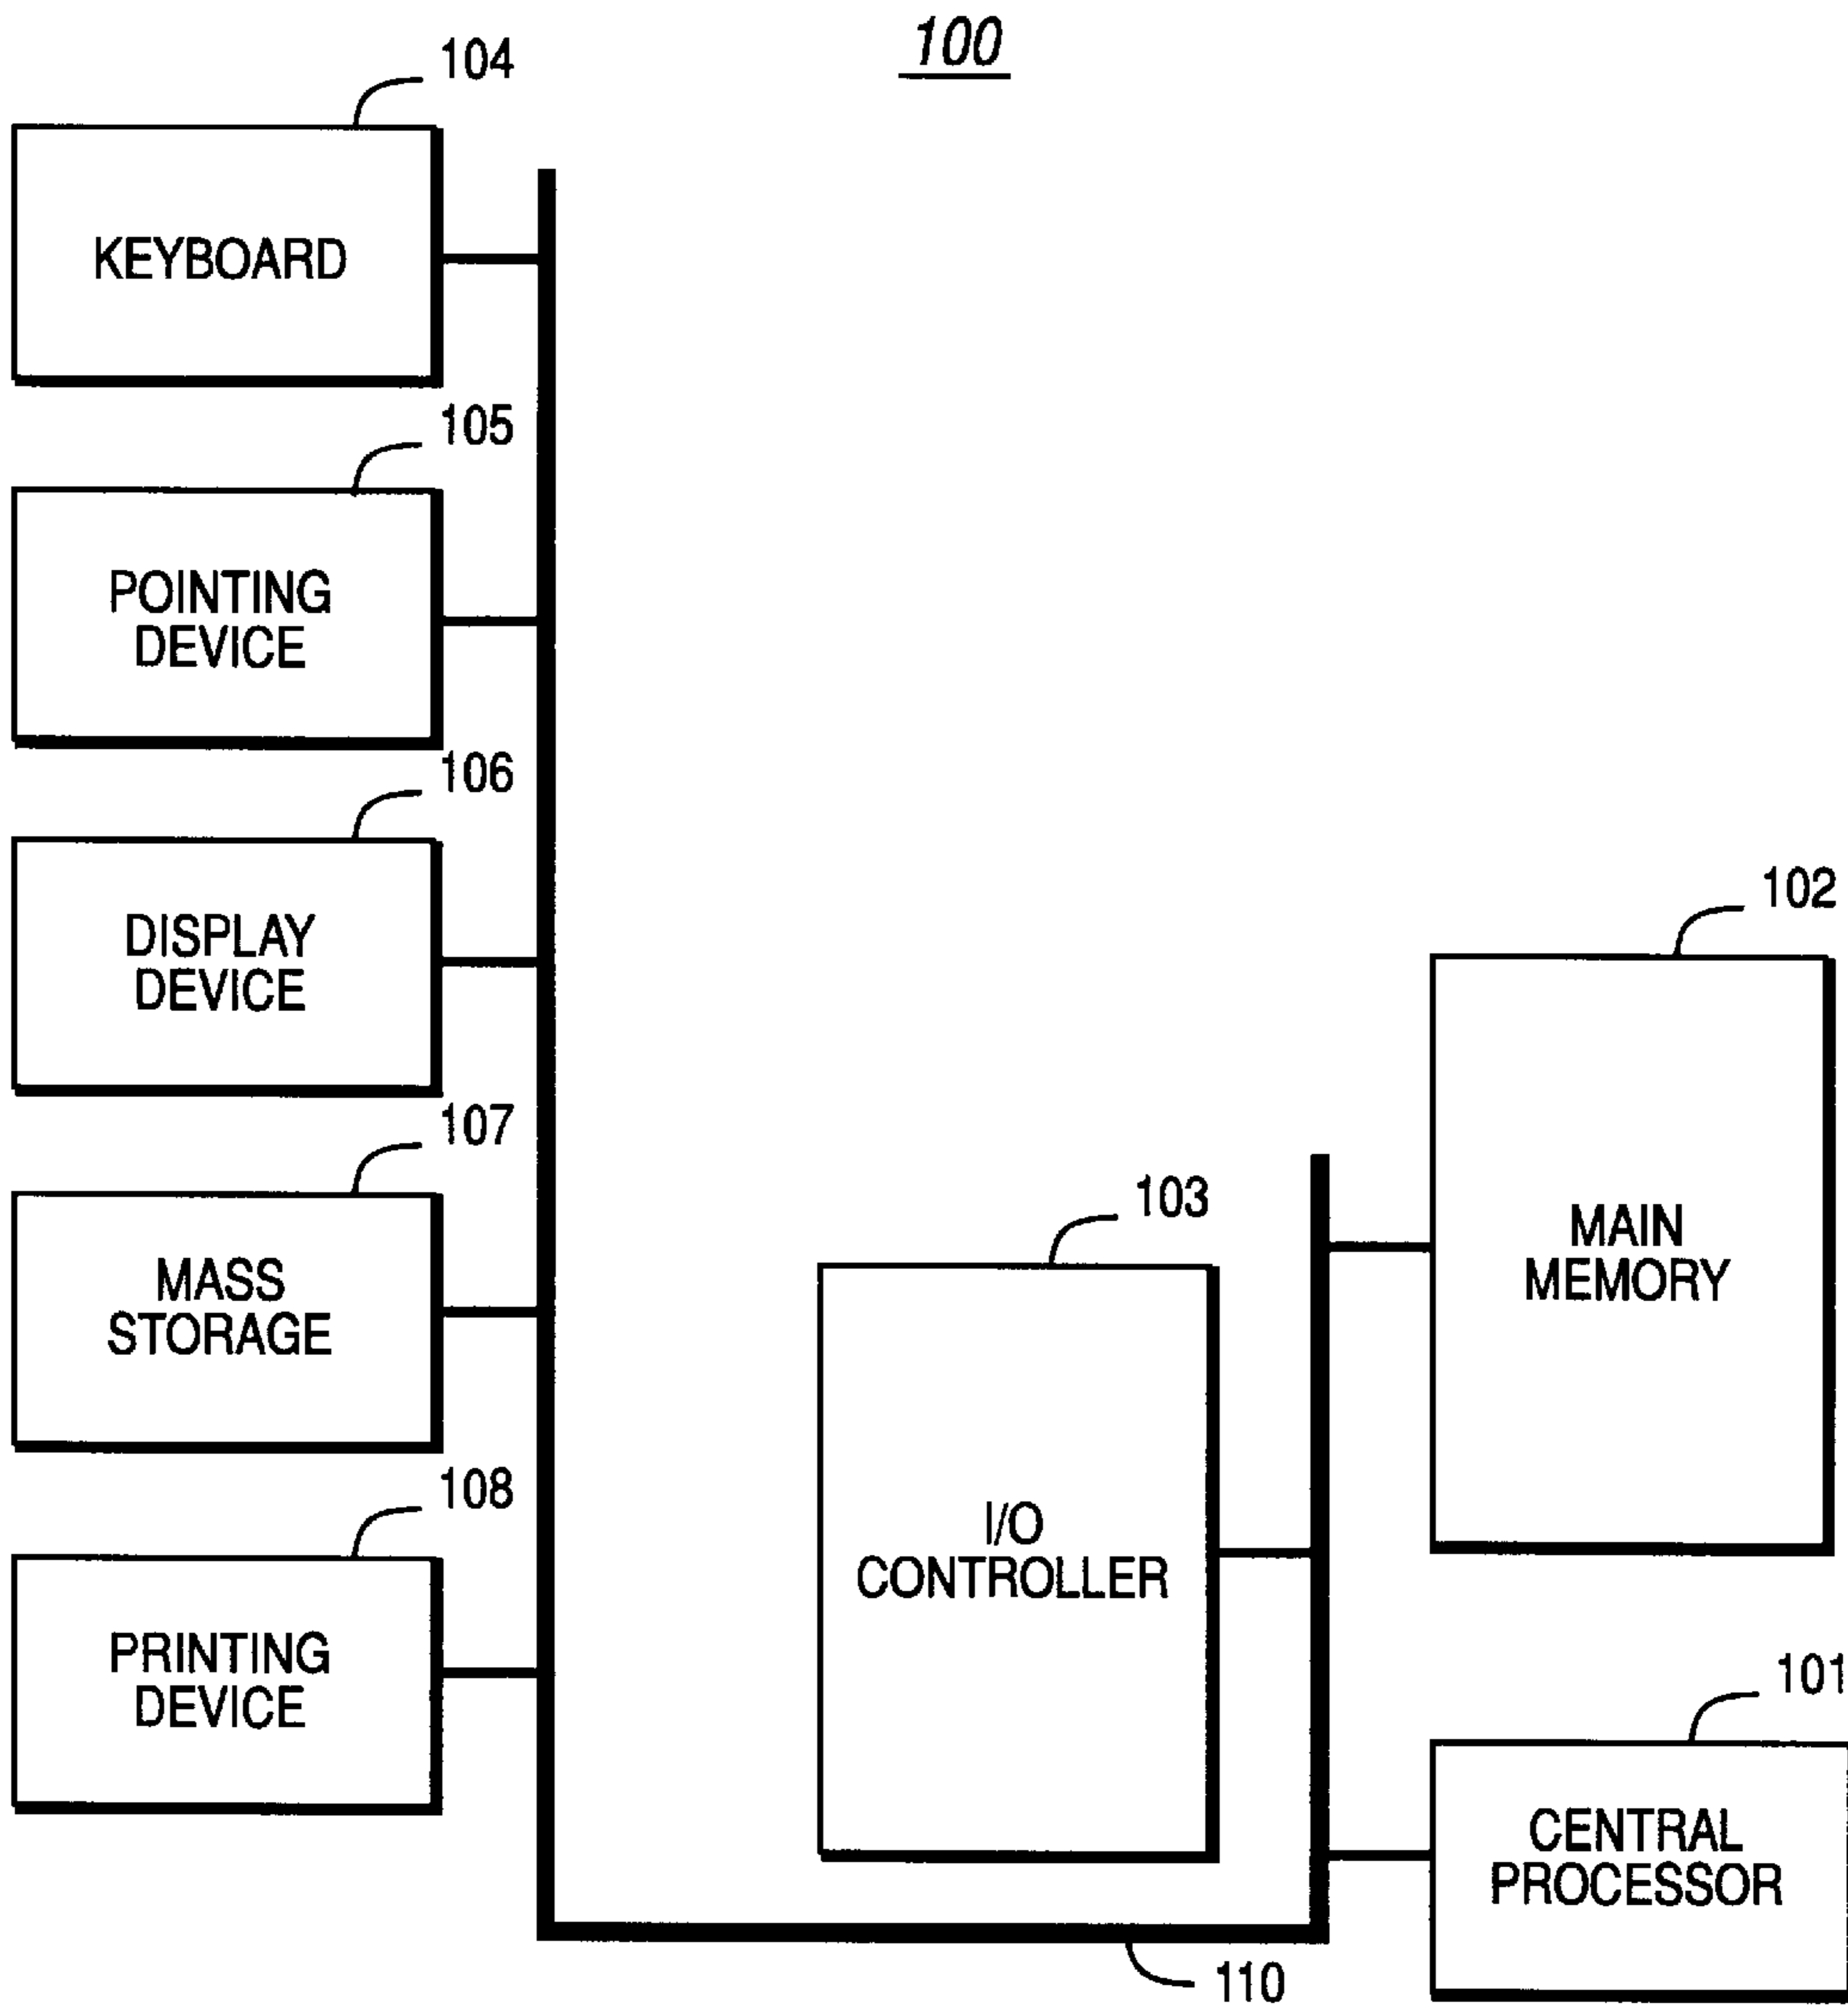 100
104
KEYBOARD
105
POINTING
DEVICE
106
DISPLAY
DEVICE
107
MASS
STORAGE
108
PRINTING
DEVICE
103
I/O
CONTROLLER
102
MAIN
MEMORY
101
CENTRAL
PROCESSOR
110